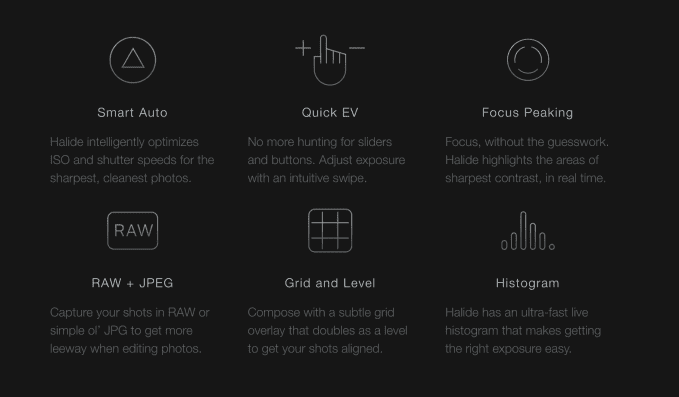 Smart Auto
Quick EV
Focus Peaking
Halide intelligently optimizes
ISO and shutter speeds for the
sharpest, cleanest photos.
No more hunting for sliders
and buttons. Adjust exposure
with an intuitive swipe.
Focus, without the guesswork.
Halide highlights the areas of
sharpest contrast, in real time.
RAW
RAW + JPEG
Grid and Level
Histogram
Capture your shots in RAW or
simple ol’ JPG to get more
leeway when editing photos.
Compose with a subtle grid
overlay that doubles as a level
to get your shots aligned.
Halide has an ultra-fast live
histogram that makes getting
the right exposure easy.